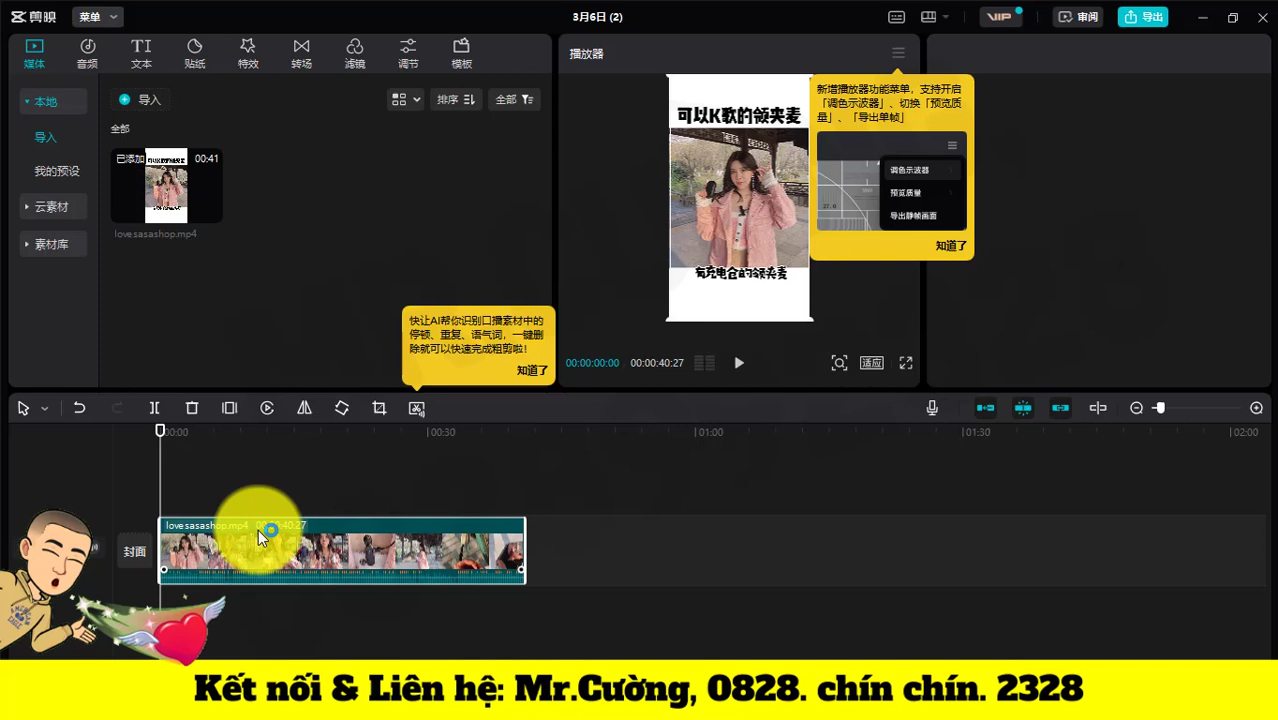 剪映
菜单
3月6日 (2)
VIP
审阅
导出
媒体
音频
文本
贴纸
特效
转场
滤镜
调节
模板
本地
导入
我的预设
云素材
素材库
导入
排序
全部
全部
已添加
00:41
lovesasashop.mp4
播放器
可以K歌的领夹麦
有充电仓的领夹麦
新增播放器功能菜单，支持开启
「调色示波器」、切换「预览质
量」、「导出单帧」
调色示波器
预览质量
导出静帧画面
知道了
快让AI帮你识别口播素材中的
停顿、重复、语气词，一键删
除就可以快速完成粗剪啦！
知道了
00:00:00:00
00:00:40:27
适应
00:00
00:30
01:00
01:30
02:00
封面
lovesasashop.mp4
Kết nối & Liên hệ: Mr.Cường, 0828. chín chín. 2328